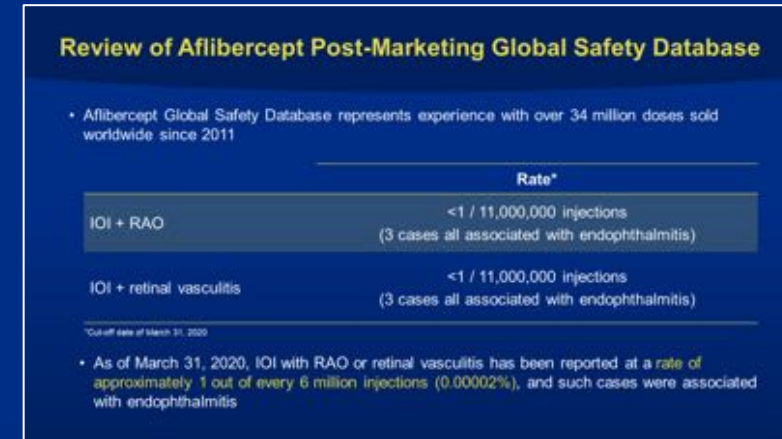 Review of Aflibercept Post-Marketing Global Safety Database
• Aflibercept Global Safety Database represents experience with over 34 million doses sold
worldwide since 2011
Rate*
IOI + RAO
<1 / 11,000,000 injections
(3 cases all associated with endophthalmitis)
IOI + retinal vasculitis
<1 / 11,000,000 injections
(3 cases all associated with endophthalmitis)
*Cut-off date of March 31, 2020
• As of March 31, 2020, IOI with RAO or retinal vasculitis has been reported at a rate of
approximately 1 out of every 6 million injections (0.00002%), and such cases were associated
with endophthalmitis